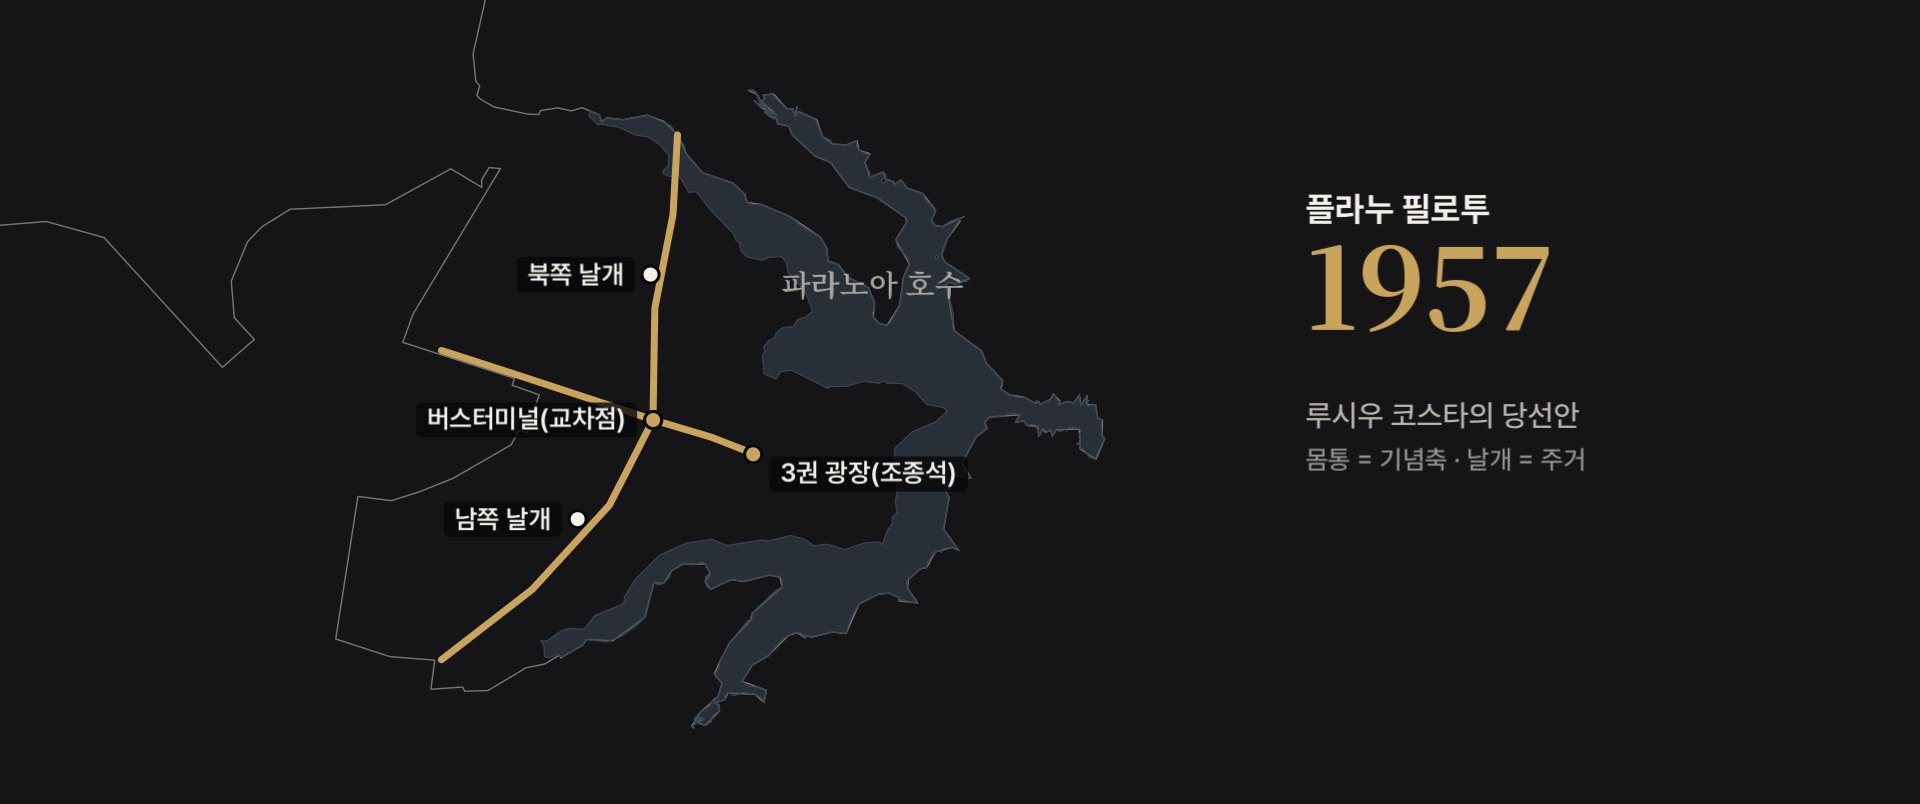 파라노아 호수
북쪽 날개
버스터미널(교차점)
3권 광장(조종석)
남쪽 날개
플라누 필로투
1957
루시우 코스타의 당선안
몸통 = 기념축 · 날개 = 주거